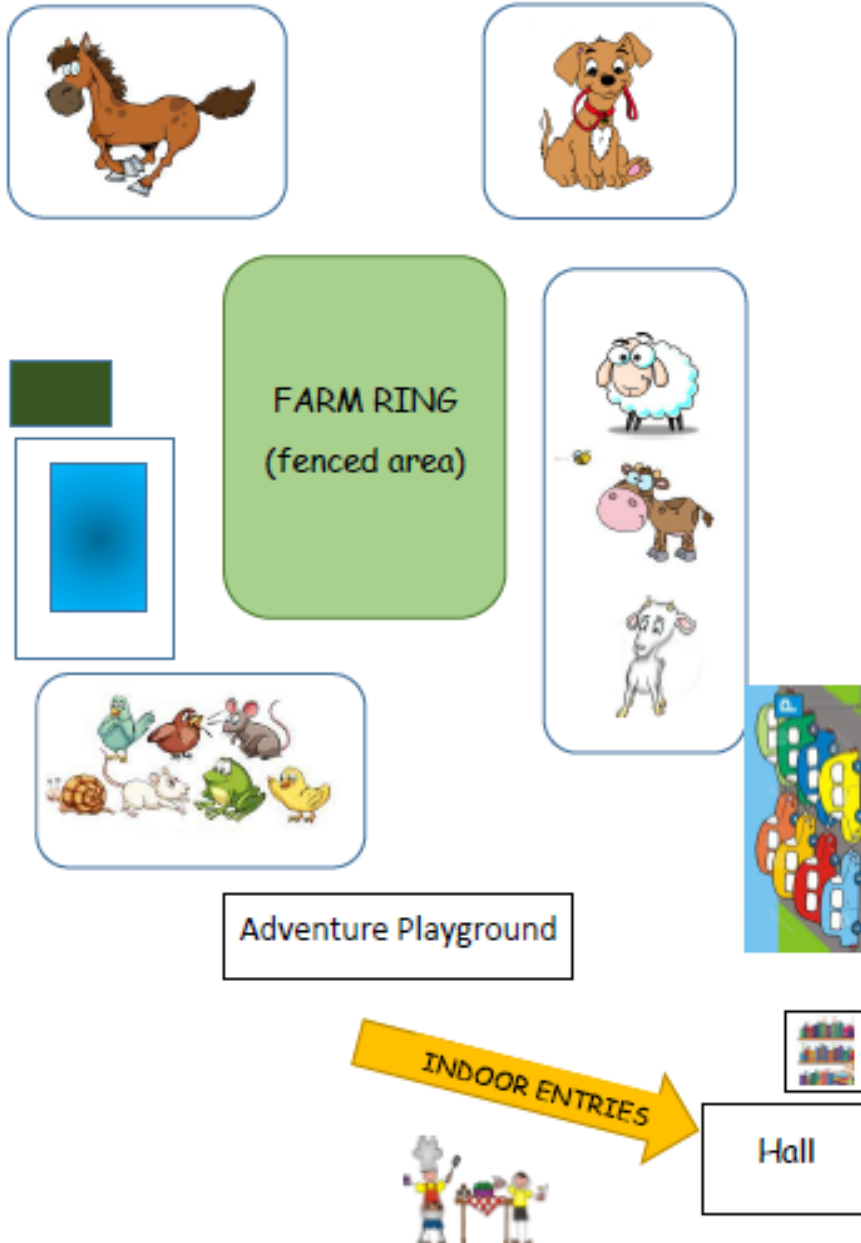 FARM RING
(fenced area)
P
Adventure Playground
INDOOR ENTRIES
Hall